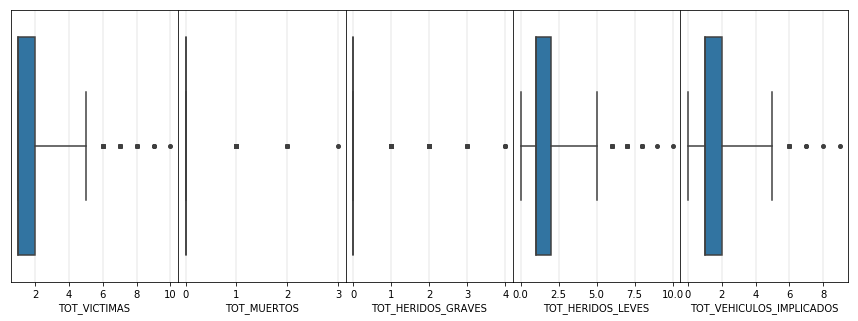 2 4 6 8 10 0 1 2 3 0 1 2 3 4 0.0 2.5 5.0 7.5 10.0 0 2 4 6 8
TOT_VICTIMAS TOT_MUERTOS TOT_HERIDOS_GRAVES TOT_HERIDOS_LEVES TOT_VEHICULOS_IMPLICADOS